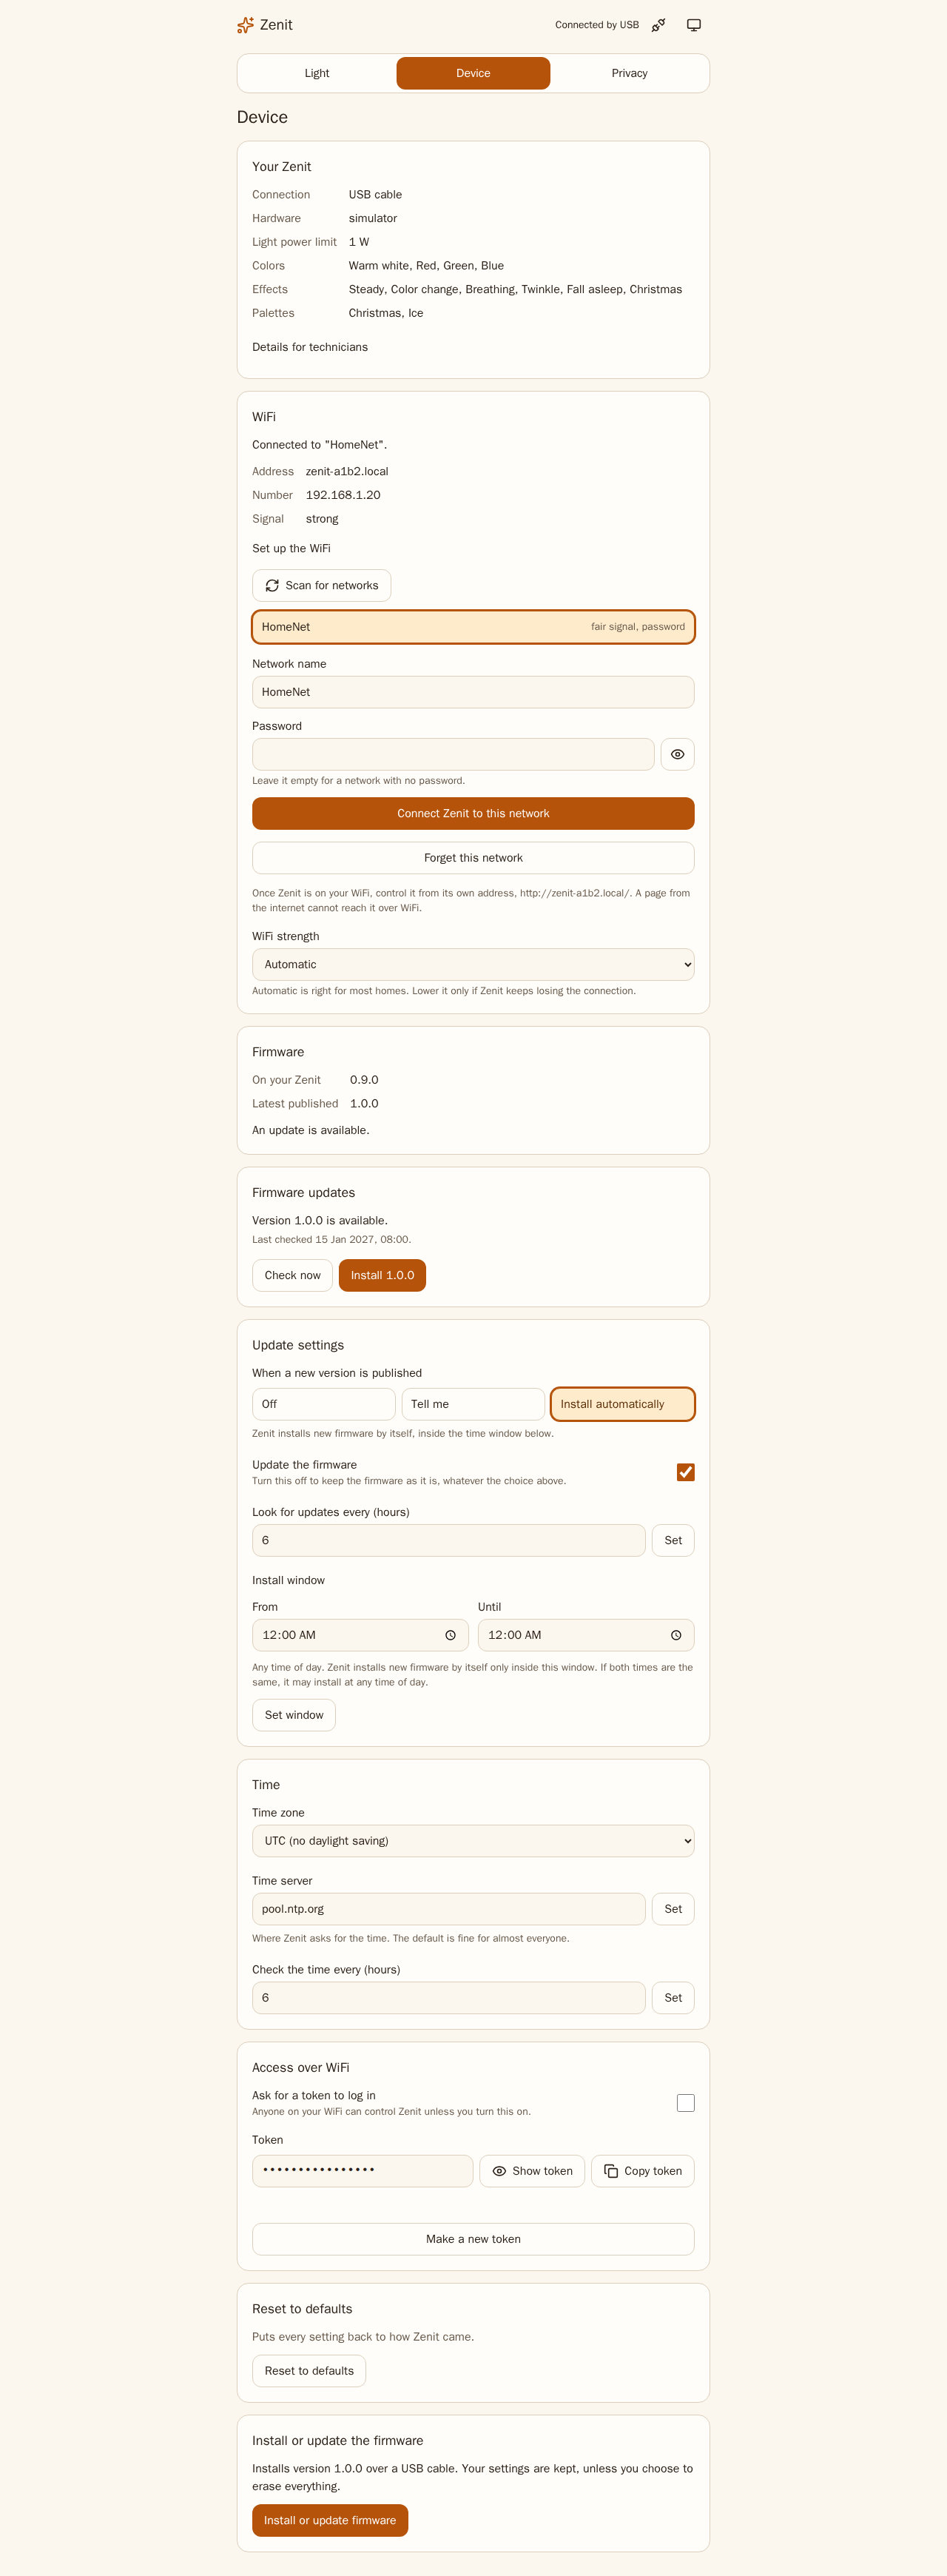 Zenit
Connected by USB
Light
Device
Privacy
Device
Your Zenit
Connection USB cable
Hardware simulator
Light power limit 1 W
Colors Warm white, Red, Green, Blue
Effects Steady, Color change, Breathing, Twinkle, Fall asleep, Christmas
Palettes Christmas, Ice
Details for technicians
WiFi
Connected to "HomeNet".
Address zenit-a1b2.local
Number 192.168.1.20
Signal strong
Set up the WiFi
Scan for networks
HomeNet fair signal, password
Network name
HomeNet
Password
Leave it empty for a network with no password.
Connect Zenit to this network
Forget this network
Once Zenit is on your WiFi, control it from its own address, http://zenit-a1b2.local/. A page from
the internet cannot reach it over WiFi.
WiFi strength
Automatic
Automatic is right for most homes. Lower it only if Zenit keeps losing the connection.
Firmware
On your Zenit 0.9.0
Latest published 1.0.0
An update is available.
Firmware updates
Version 1.0.0 is available.
Last checked 15 Jan 2027, 08:00.
Check now
Install 1.0.0
Update settings
When a new version is published
Off
Tell me
Install automatically
Zenit installs new firmware by itself, inside the time window below.
Update the firmware
Turn this off to keep the firmware as it is, whatever the choice above.
Look for updates every (hours)
6
Set
Install window
From
Until
12:00 AM
12:00 AM
Any time of day. Zenit installs new firmware by itself only inside this window. If both times are the
same, it may install at any time of day.
Set window
Time
Time zone
UTC (no daylight saving)
Time server
pool.ntp.org
Set
Where Zenit asks for the time. The default is fine for almost everyone.
Check the time every (hours)
6
Set
Access over WiFi
Ask for a token to log in
Anyone on your WiFi can control Zenit unless you turn this on.
Token
••••••••••••••••
Show token
Copy token
Make a new token
Reset to defaults
Puts every setting back to how Zenit came.
Reset to defaults
Install or update the firmware
Installs version 1.0.0 over a USB cable. Your settings are kept, unless you choose to
erase everything.
Install or update firmware